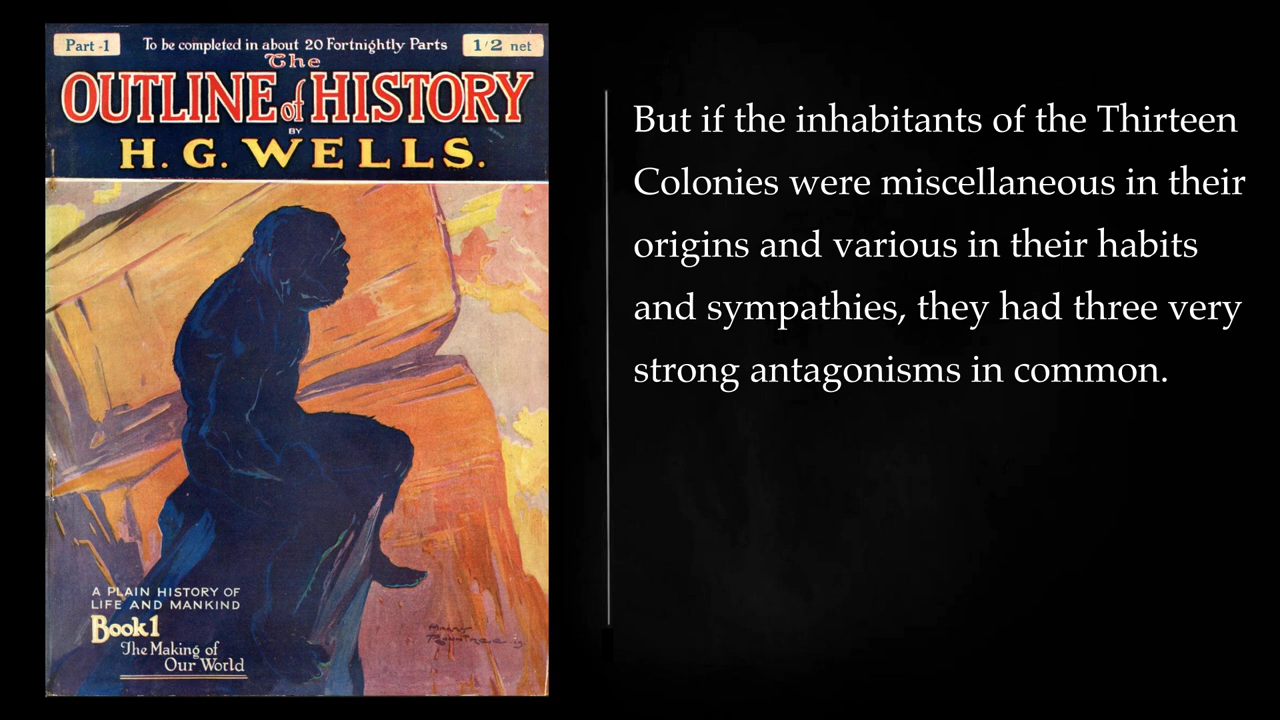 Part -1
To be completed in about 20 Fortnightly Parts
1/2 net
The
OUTLINE of HISTORY
BY
H. G. WELLS.
A PLAIN HISTORY OF
LIFE AND MANKIND
Book 1
The Making of
Our World
But if the inhabitants of the Thirteen
Colonies were miscellaneous in their
origins and various in their habits
and sympathies, they had three very
strong antagonisms in common.